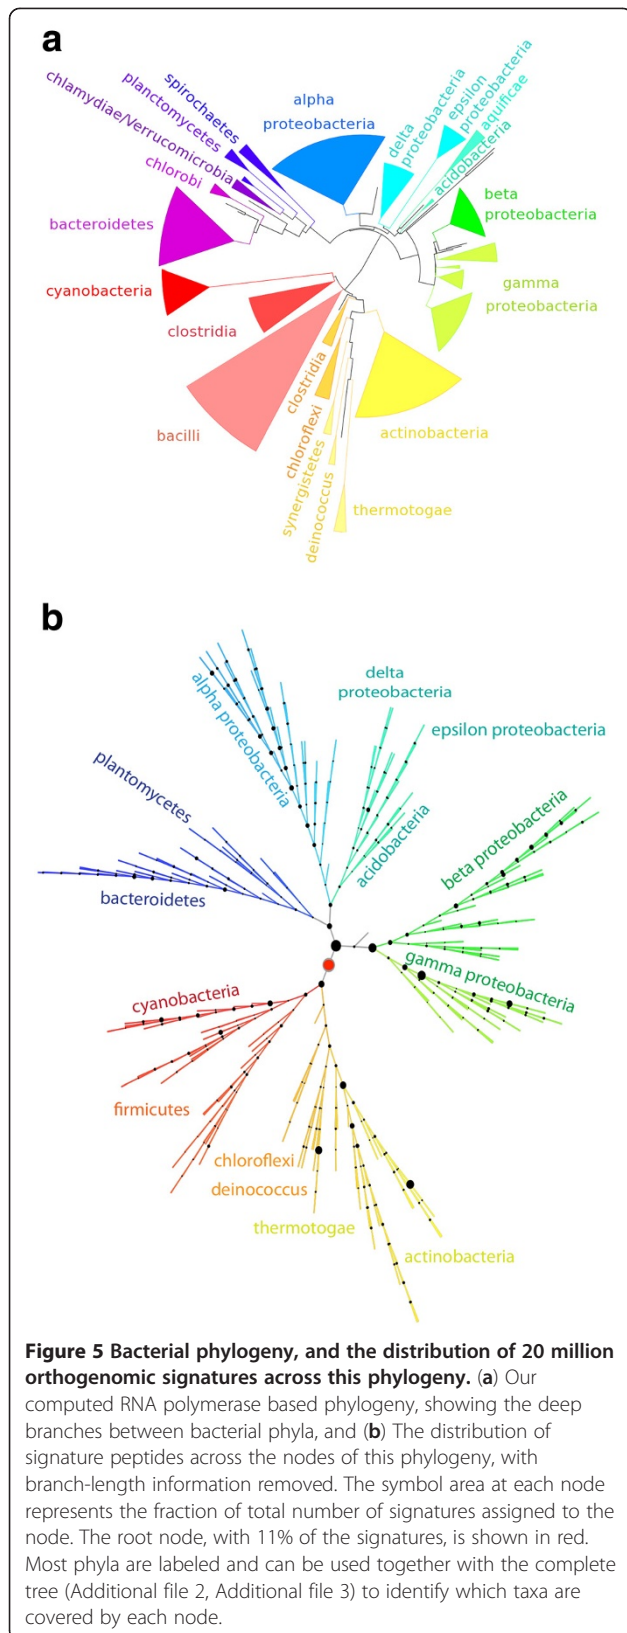 a
spirochaetes
planctomycetes
chlamydiae/Verrucomicrobia
chlorobi
bacteroidetes
alpha
proteobacteria
delta
proteobacteria
epsilon
proteobacteria
aquificae
acidobacteria
beta
proteobacteria
gamma
proteobacteria
cyanobacteria
clostridia
bacilli
clostridia
chloroflexi
synergistetes
deinococcus
thermotogae
actinobacteria
b
alpha proteobacteria
delta
proteobacteria
epsilon proteobacteria
acidobacteria
plantomycetes
bacteroidetes
beta proteobacteria
gamma proteobacteria
cyanobacteria
firmicutes
chloroflexi
deinococcus
thermotogae
actinobacteria
Figure 5 Bacterial phylogeny, and the distribution of 20 million
orthogenomic signatures across this phylogeny. (a) Our
computed RNA polymerase based phylogeny, showing the deep
branches between bacterial phyla, and (b) The distribution of
signature peptides across the nodes of this phylogeny, with
branch-length information removed. The symbol area at each node
represents the fraction of total number of signatures assigned to the
node. The root node, with 11% of the signatures, is shown in red.
Most phyla are labeled and can be used together with the complete
tree (Additional file 2, Additional file 3) to identify which taxa are
covered by each node.